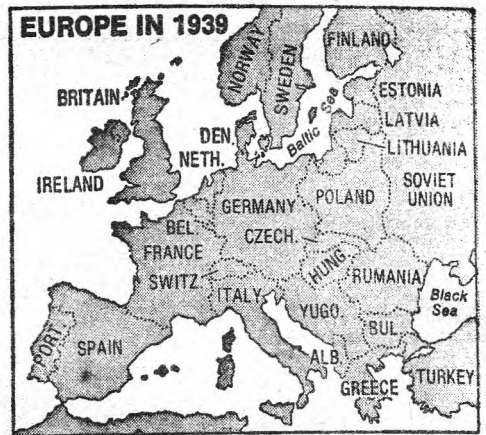 EUROPE IN 1939
NORWAY
SWEDEN
FINLAND
BRITAIN
ESTONIA
Baltic Sea
LATVIA
DEN.
NETH.
LITHUANIA
IRELAND
SOVIET
UNION
POLAND
GERMANY
BEL.
CZECH.
FRANCE
HUNG.
SWITZ.
RUMANIA
ITALY
Black
Sea
YUGO.
PORT.
SPAIN
BUL.
ALB.
TURKEY
GREECE